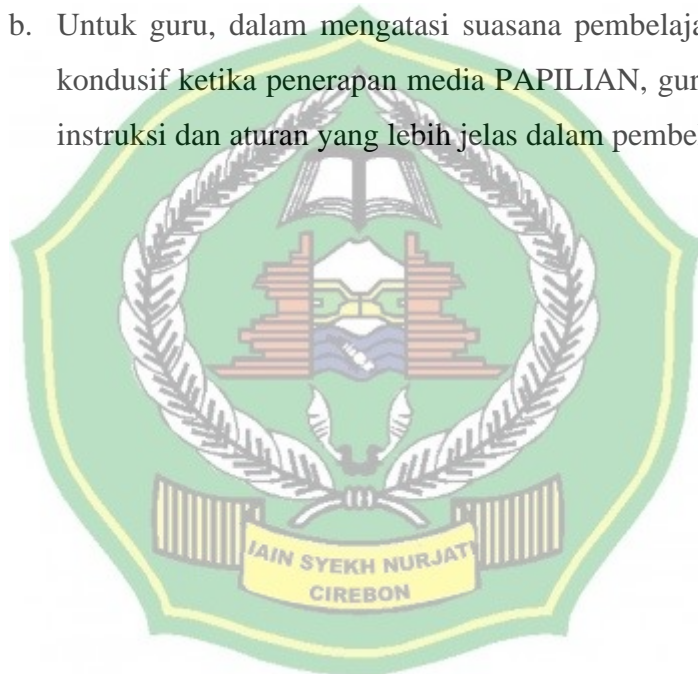 b. Untuk guru, dalam mengatasi suasana pembelaja
kondusif ketika penerapan media PAPILIAN, gur
instruksi dan aturan yang lebih jelas dalam pembe
IAIN SYEKH NURJATI
CIREBON